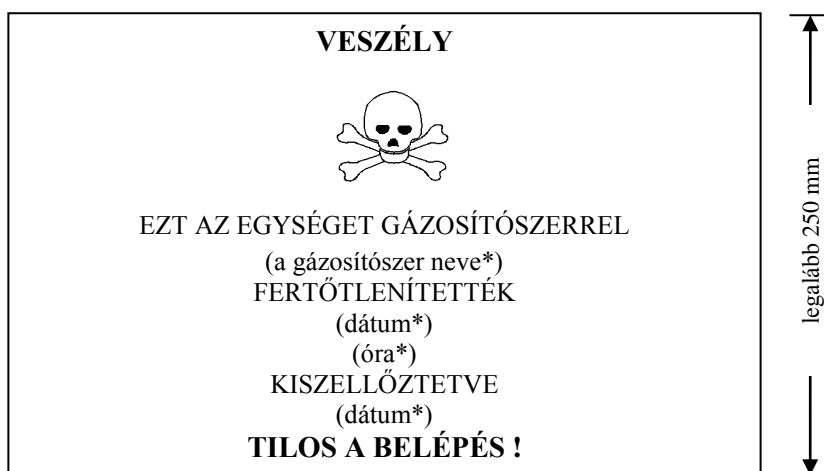 VESZÉLY
EZT AZ EGYSÉGET GÁZOSÍTÓSZERREL
(a gázosítószer neve*)
FERTŐTLENÍTETTÉK
(dátum*)
(óra*)
KISZELLŐZTETVE
(dátum*)
TILOS A BELÉPÉS !
legalább 250 mm